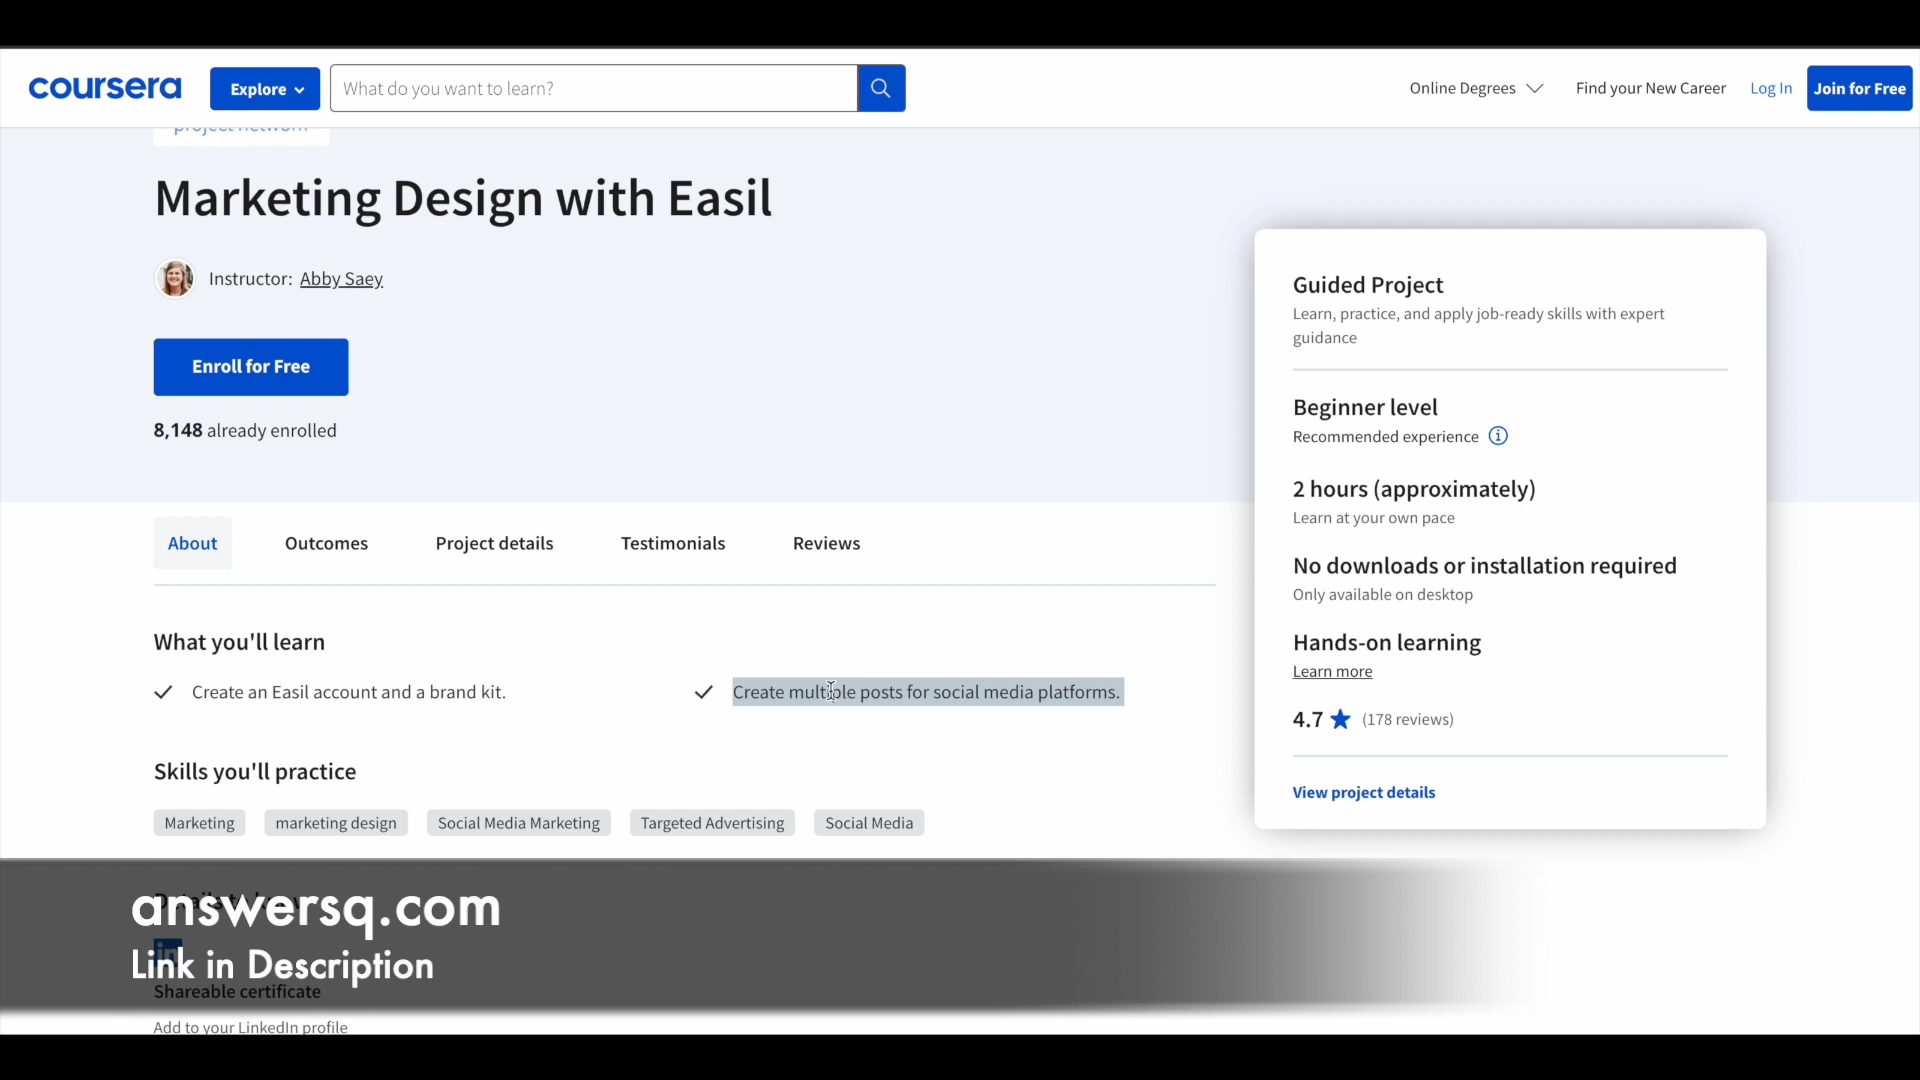 coursera
Explore
What do you want to learn?
Online Degrees
Find your New Career
Log In
Join for Free
project network
Marketing Design with Easil
Instructor: Abby Saey
Enroll for Free
8,148 already enrolled
Guided Project
Learn, practice, and apply job-ready skills with expert
guidance
Beginner level
Recommended experience
2 hours (approximately)
Learn at your own pace
No downloads or installation required
Only available on desktop
Hands-on learning
Learn more
4.7 ★ (178 reviews)
View project details
About
Outcomes
Project details
Testimonials
Reviews
What you'll learn
Create an Easil account and a brand kit.
Create multiple posts for social media platforms.
Skills you'll practice
Marketing
marketing design
Social Media Marketing
Targeted Advertising
Social Media
answersq.com
Link in Description
Shareable certificate
Add to your LinkedIn profile